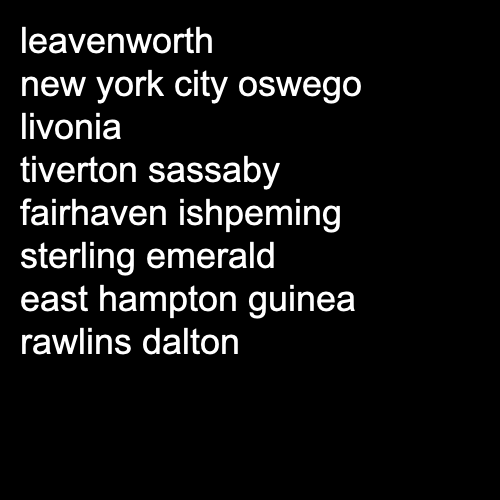 leavenworth
new york city oswego
livonia
tiverton sassaby
fairhaven ishpeming
sterling emerald
east hampton guinea
rawlins dalton